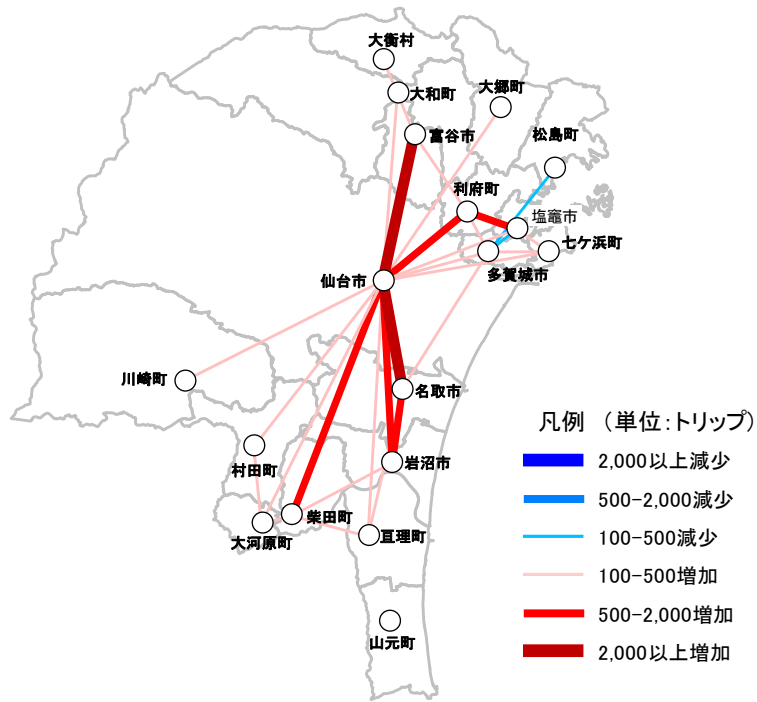 大衡村
大和町
大郷町
富谷市
松島町
利府町
塩竈市
七ケ浜町
多賀城市
仙台市
川崎町
名取市
村田町
岩沼市
柴田町
大河原町
亘理町
山元町
凡例 （単位：トリップ）
2,000以上減少
500-2,000減少
100-500減少
100-500増加
500-2,000増加
2,000以上増加